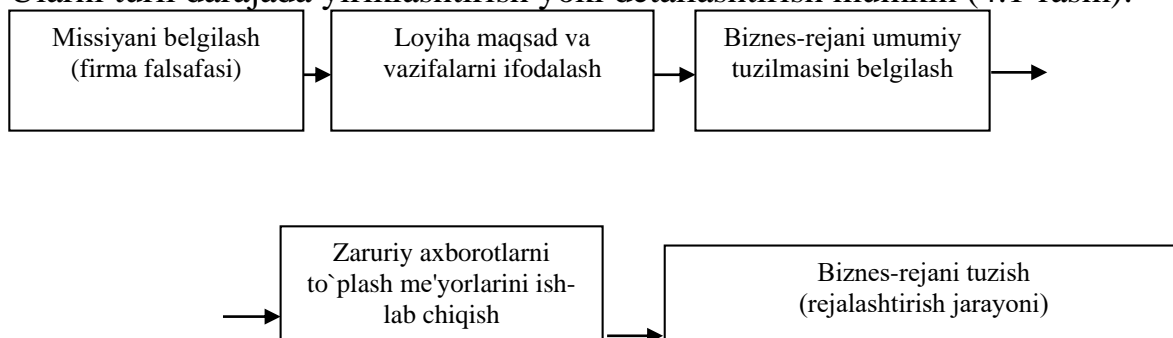 Ularni turli darajada yiriklashtirish yoki detallashtirish mumkin (4.1-rasm):
Missiyani belgilash
(firma falsafasi)
Loyiha maqsad va
vazifalarni ifodalash
Biznes-rejani umumiy
tuzilmasini belgilash
Zaruriy axborotlarni
to`plash me'yorlarini ish-
lab chiqish
Biznes-rejani tuzish
(rejalashtirish jarayoni)